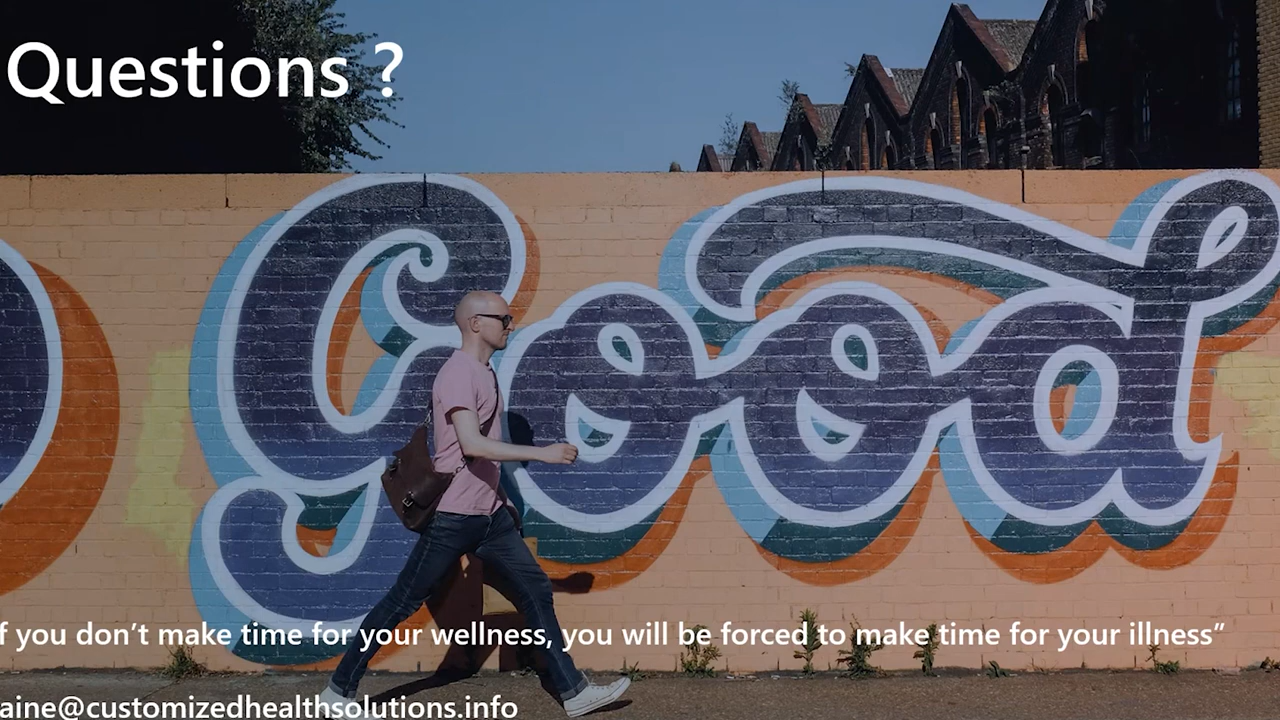 Questions ?
Good
f you don’t make time for your wellness, you will be forced to make time for your illness”
aine@customizedhealthsolutions.info